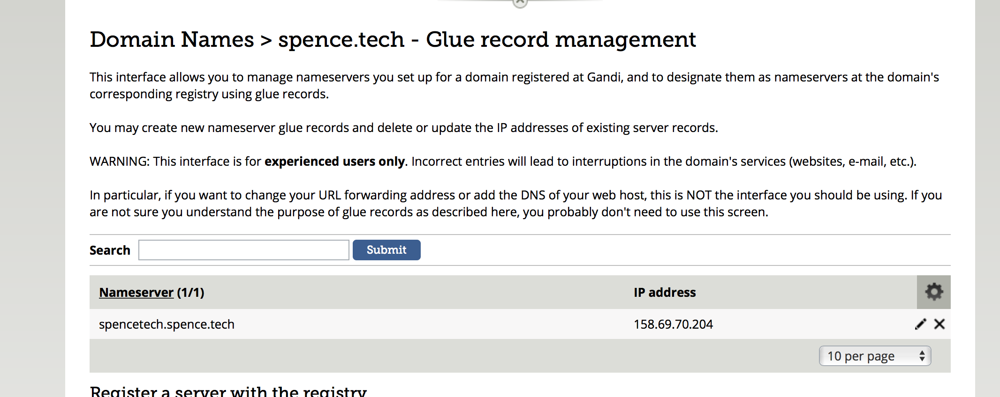 Domain Names > spence.tech - Glue record management
This interface allows you to manage nameservers you set up for a domain registered at Gandi, and to designate them as nameservers at the domain's
corresponding registry using glue records.
You may create new nameserver glue records and delete or update the IP addresses of existing server records.
WARNING: This interface is for experienced users only. Incorrect entries will lead to interruptions in the domain's services (websites, e-mail, etc.).
In particular, if you want to change your URL forwarding address or add the DNS of your web host, this is NOT the interface you should be using. If you
are not sure you understand the purpose of glue records as described here, you probably don't need to use this screen.
Search Submit
Nameserver (1/1) IP address
spencetech.spence.tech 158.69.70.204
10 per page
Register a server with the registry